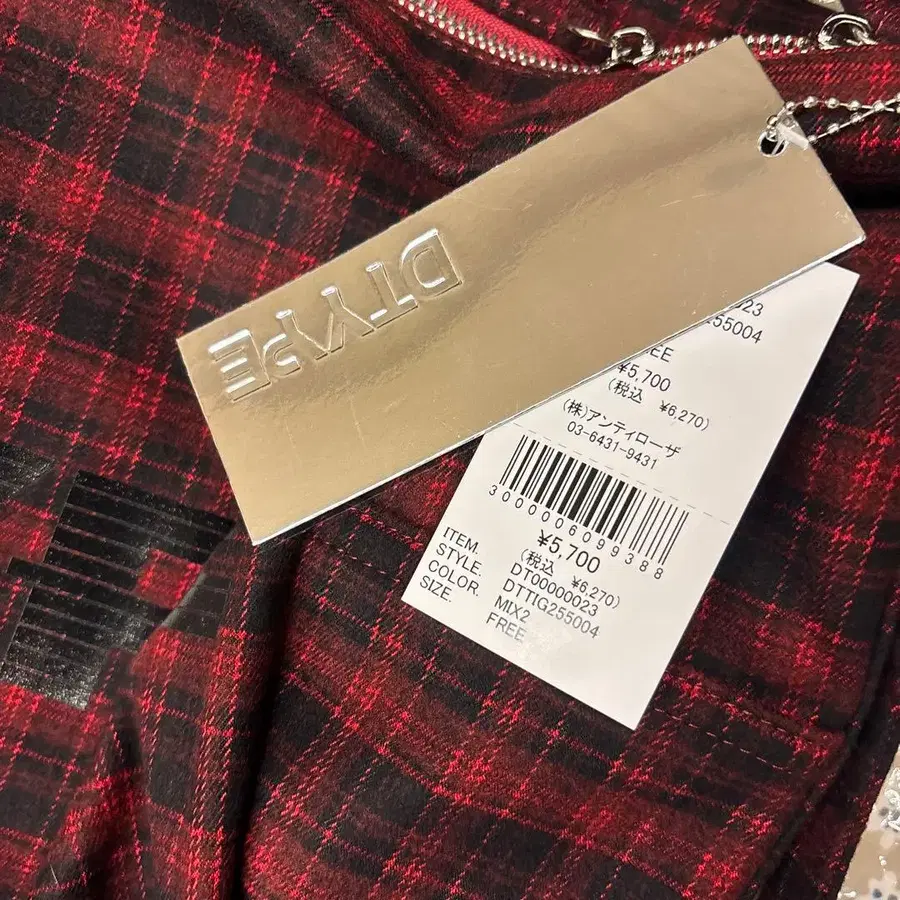 DTYPE
023
255004
EE
¥5,700
(税込 ¥6,270)
(株)アンティローザ
03-6431-9431
3000006099388
¥5,700
(税込 ¥6,270)
ITEM. DT00000023
STYLE. DTTIG255004
COLOR. MIX2
SIZE. FREE